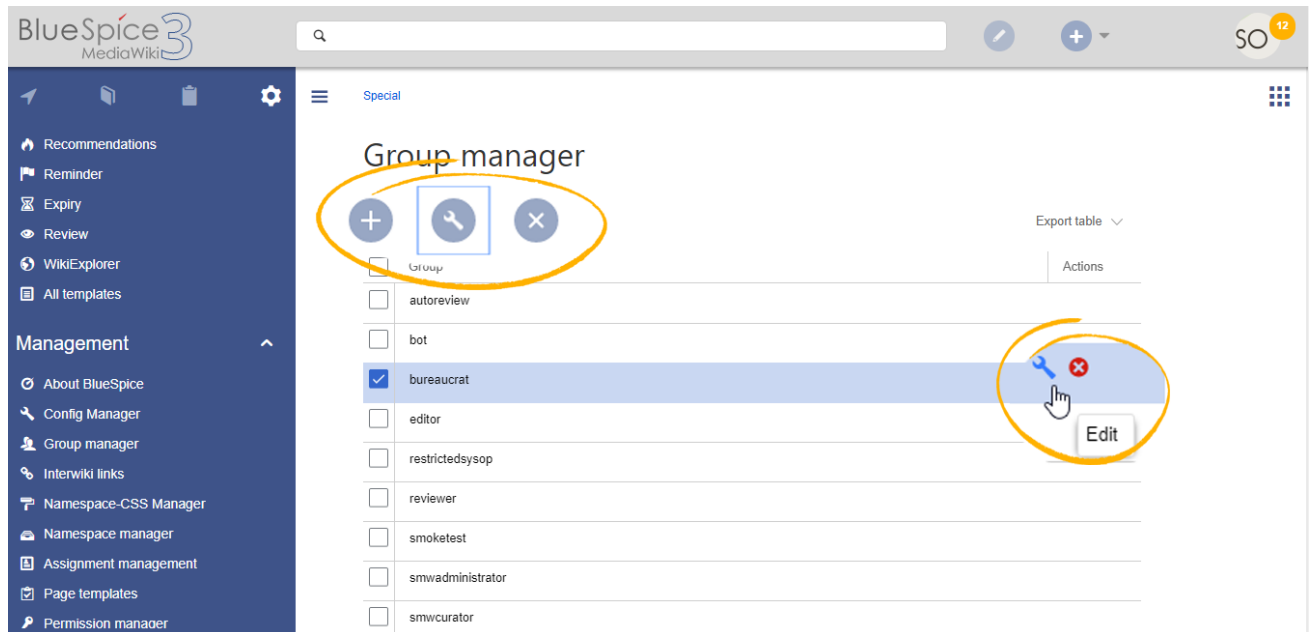 BlueSpice 3
MediaWiki
SO
12
Special
Recommendations
Reminder
Expiry
Review
WikiExplorer
All templates
Management
About BlueSpice
Config Manager
Group manager
Interwiki links
Namespace-CSS Manager
Namespace manager
Assignment management
Page templates
Permission manager
Group manager
Export table
Group
Actions
autoreview
bot
bureaucrat
Edit
editor
restrictedsysop
reviewer
smoketest
smwadministrator
smwcurator